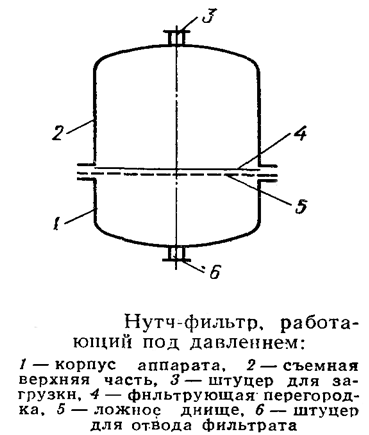 3
2
4
5
1
6
Нутч-фильтр, работа-
ющий под давлением:
1 — корпус аппарата, 2 — съемная
верхняя часть, 3 — штуцер для за-
грузки, 4 — фильтрующая перегород-
ка, 5 — ложное днище, 6 — штуцер
для отвода фильтрата